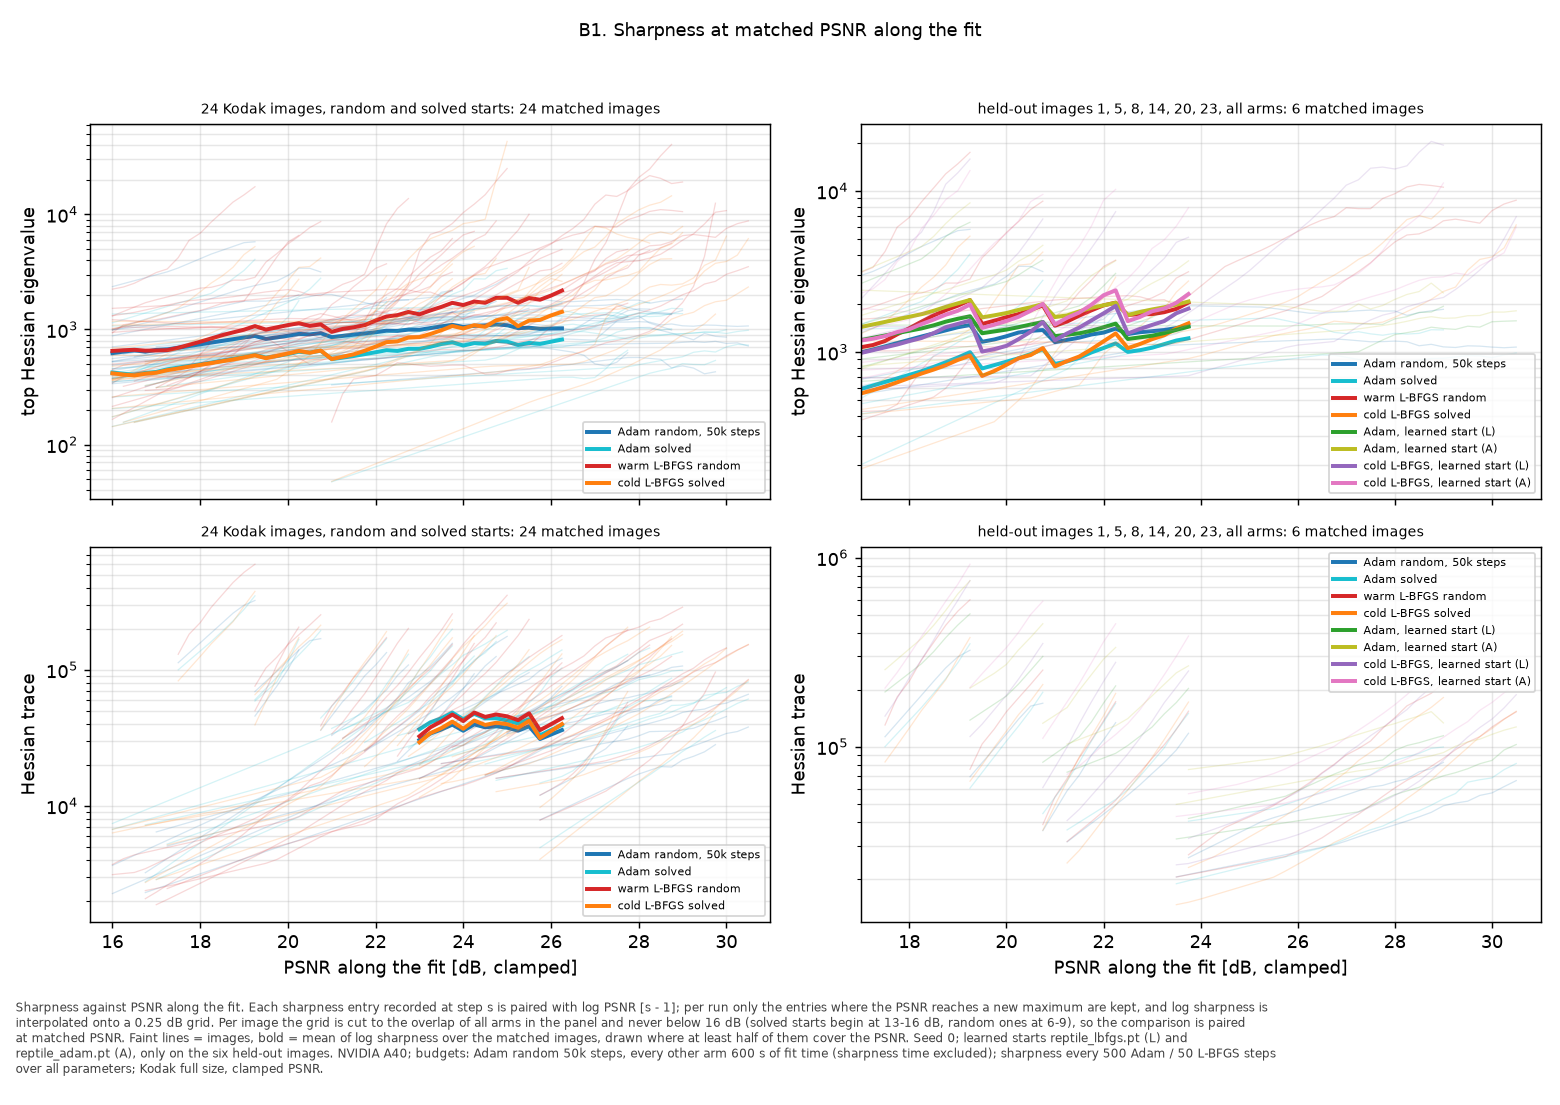 B1. Sharpness at matched PSNR along the fit
24 Kodak images, random and solved starts: 24 matched images
held-out images 1, 5, 8, 14, 20, 23, all arms: 6 matched images
top Hessian eigenvalue
10^4
10^3
10^2
Adam random, 50k steps
Adam solved
warm L-BFGS random
cold L-BFGS solved
top Hessian eigenvalue
10^4
10^3
Adam random, 50k steps
Adam solved
warm L-BFGS random
cold L-BFGS solved
Adam, learned start (L)
Adam, learned start (A)
cold L-BFGS, learned start (L)
cold L-BFGS, learned start (A)
24 Kodak images, random and solved starts: 24 matched images
held-out images 1, 5, 8, 14, 20, 23, all arms: 6 matched images
Hessian trace
10^5
10^4
Adam random, 50k steps
Adam solved
warm L-BFGS random
cold L-BFGS solved
16 18 20 22 24 26 28 30
PSNR along the fit [dB, clamped]
Hessian trace
10^6
10^5
Adam random, 50k steps
Adam solved
warm L-BFGS random
cold L-BFGS solved
Adam, learned start (L)
Adam, learned start (A)
cold L-BFGS, learned start (L)
cold L-BFGS, learned start (A)
18 20 22 24 26 28 30
PSNR along the fit [dB, clamped]
Sharpness against PSNR along the fit. Each sharpness entry recorded at step s is paired with log PSNR [s - 1]; per run only the entries where the PSNR reaches a new maximum are kept, and log sharpness is
interpolated onto a 0.25 dB grid. Per image the grid is cut to the overlap of all arms in the panel and never below 16 dB (solved starts begin at 13-16 dB, random ones at 6-9), so the comparison is paired
at matched PSNR. Faint lines = images, bold = mean of log sharpness over the matched images, drawn where at least half of them cover the PSNR. Seed 0; learned starts reptile_lbfgs.pt (L) and
reptile_adam.pt (A), only on the six held-out images. NVIDIA A40; budgets: Adam random 50k steps, every other arm 600 s of fit time (sharpness time excluded); sharpness every 500 Adam / 50 L-BFGS steps
over all parameters; Kodak full size, clamped PSNR.